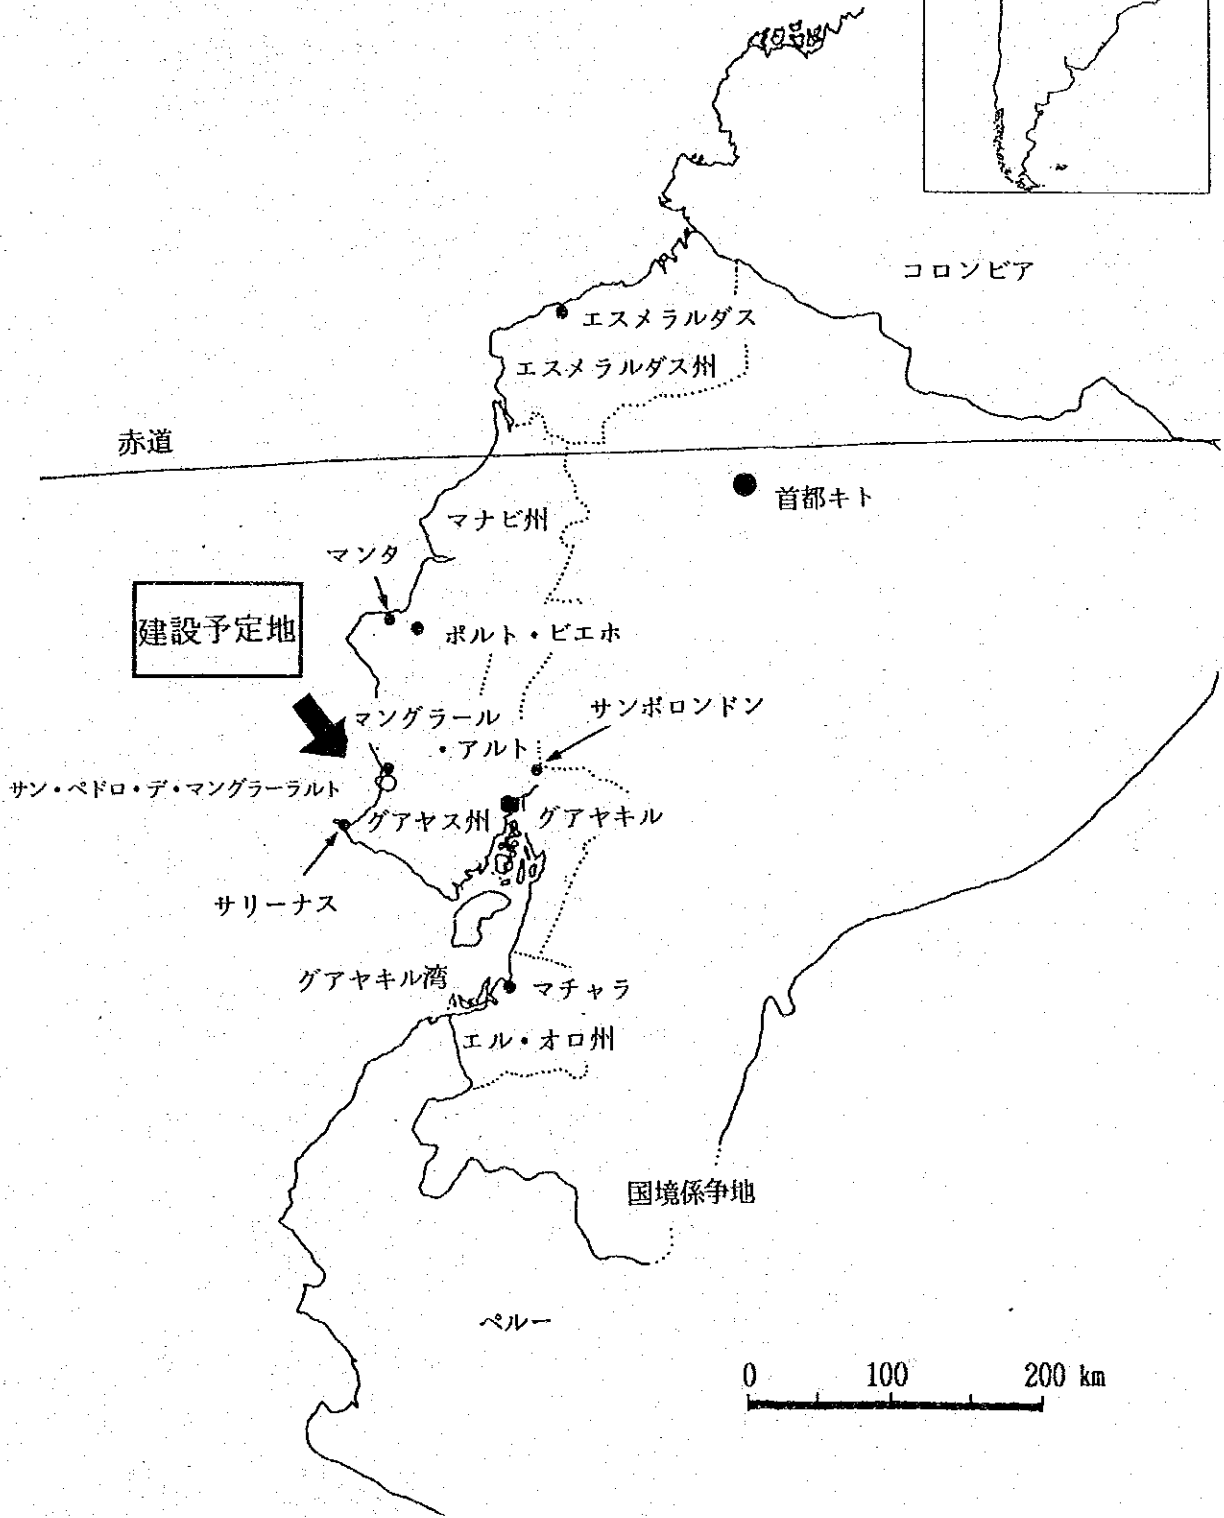 コロンビア
エスメラルダス
エスメラルダス州
赤道
首都キト
マナビ州
マンタ
建設予定地
ポルト・ビエホ
サンボロンドン
マングラール
・アルト
サン・ペドロ・デ・マングラーラルト
グアヤス州
グアヤキル
サリーナス
グアヤキル湾
マチャラ
エル・オロ州
国境係争地
ペルー
0 100 200 km